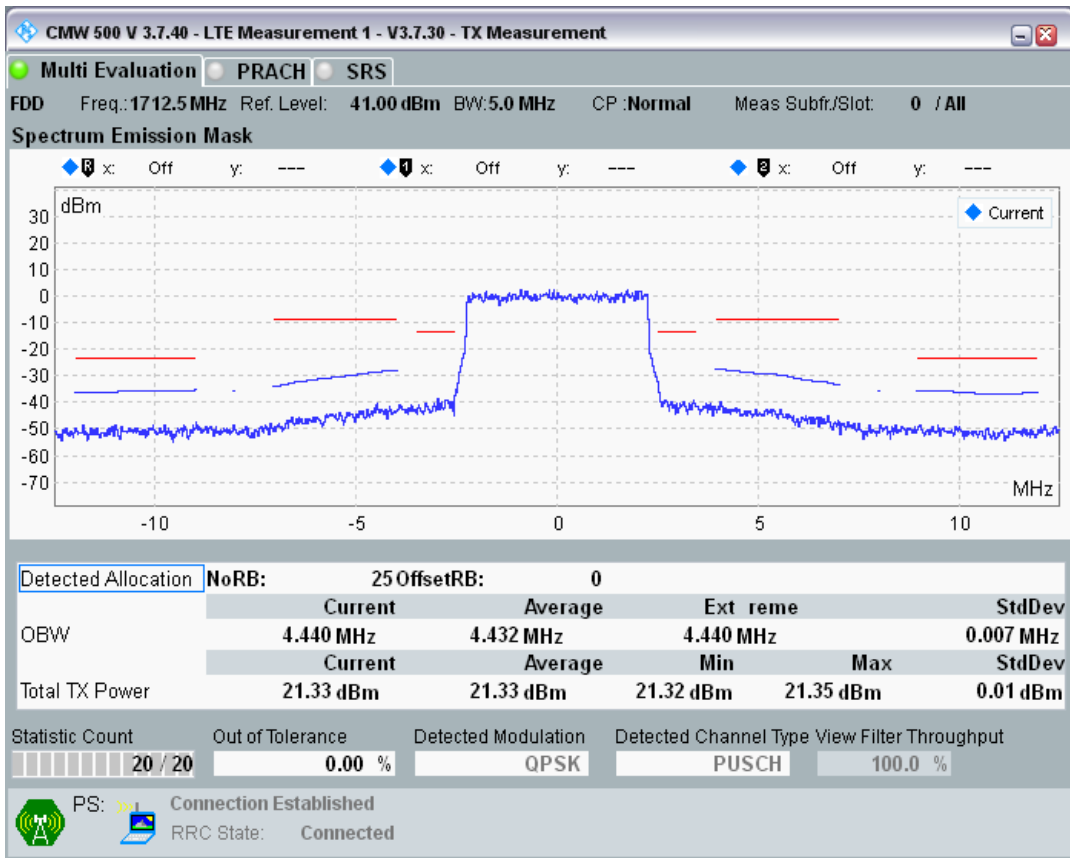 CMW 500 V 3.7.40 - LTE Measurement 1 - V3.7.30 - TX Measurement
Multi Evaluation PRACH SRS
FDD Freq.:1712.5 MHz Ref. Level: 41.00 dBm BW:5.0 MHz CP :Normal Meas Subfr./Slot: 0 / All
Spectrum Emission Mask
R x: Off y: --- 1 x: Off y: --- 2 x: Off y: ---
dBm
Current
30
20
10
0
-10
-20
-30
-40
-50
-60
-70
MHz
-10 -5 0 5 10
Detected Allocation NoRB: 25 OffsetRB: 0
Current Average Ext reme StdDev
OBW 4.440 MHz 4.432 MHz 4.440 MHz 0.007 MHz
Current Average Min Max StdDev
Total TX Power 21.33 dBm 21.33 dBm 21.32 dBm 21.35 dBm 0.01 dBm
Statistic Count Out of Tolerance Detected Modulation Detected Channel Type View Filter Throughput
20 / 20 0.00 % QPSK PUSCH 100.0 %
PS: Connection Established
RRC State: Connected